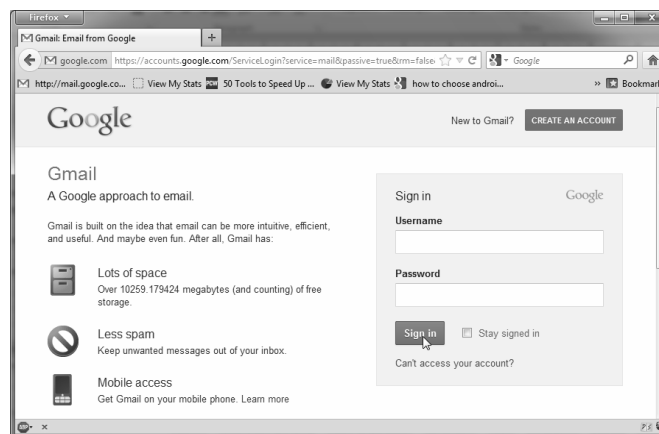 Firefox
Gmail: Email from Google
+
google.com https://accounts.google.com/ServiceLogin?service=mail&passive=true&rm=false
Google
http://mail.google.co... View My Stats 50 Tools to Speed Up ... View My Stats how to choose androi... » Bookmar
Google
New to Gmail? CREATE AN ACCOUNT
Gmail
A Google approach to email.
Gmail is built on the idea that email can be more intuitive, efficient,
and useful. And maybe even fun. After all, Gmail has:
Lots of space
Over 10259.179424 megabytes (and counting) of free
storage.
Less spam
Keep unwanted messages out of your inbox.
Mobile access
Get Gmail on your mobile phone. Learn more
Sign in Google
Username
Password
Sign in Stay signed in
Can't access your account?
ABP
×